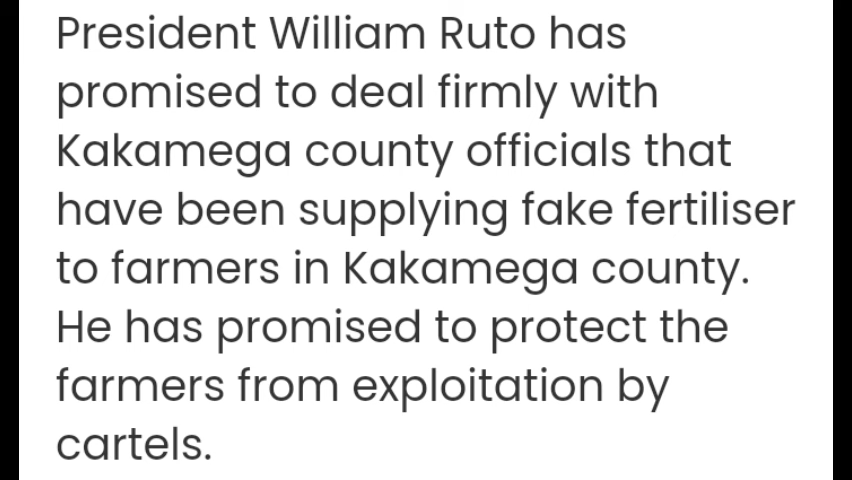 President William Ruto has
promised to deal firmly with
Kakamega county officials that
have been supplying fake fertiliser
to farmers in Kakamega county.
He has promised to protect the
farmers from exploitation by
cartels.